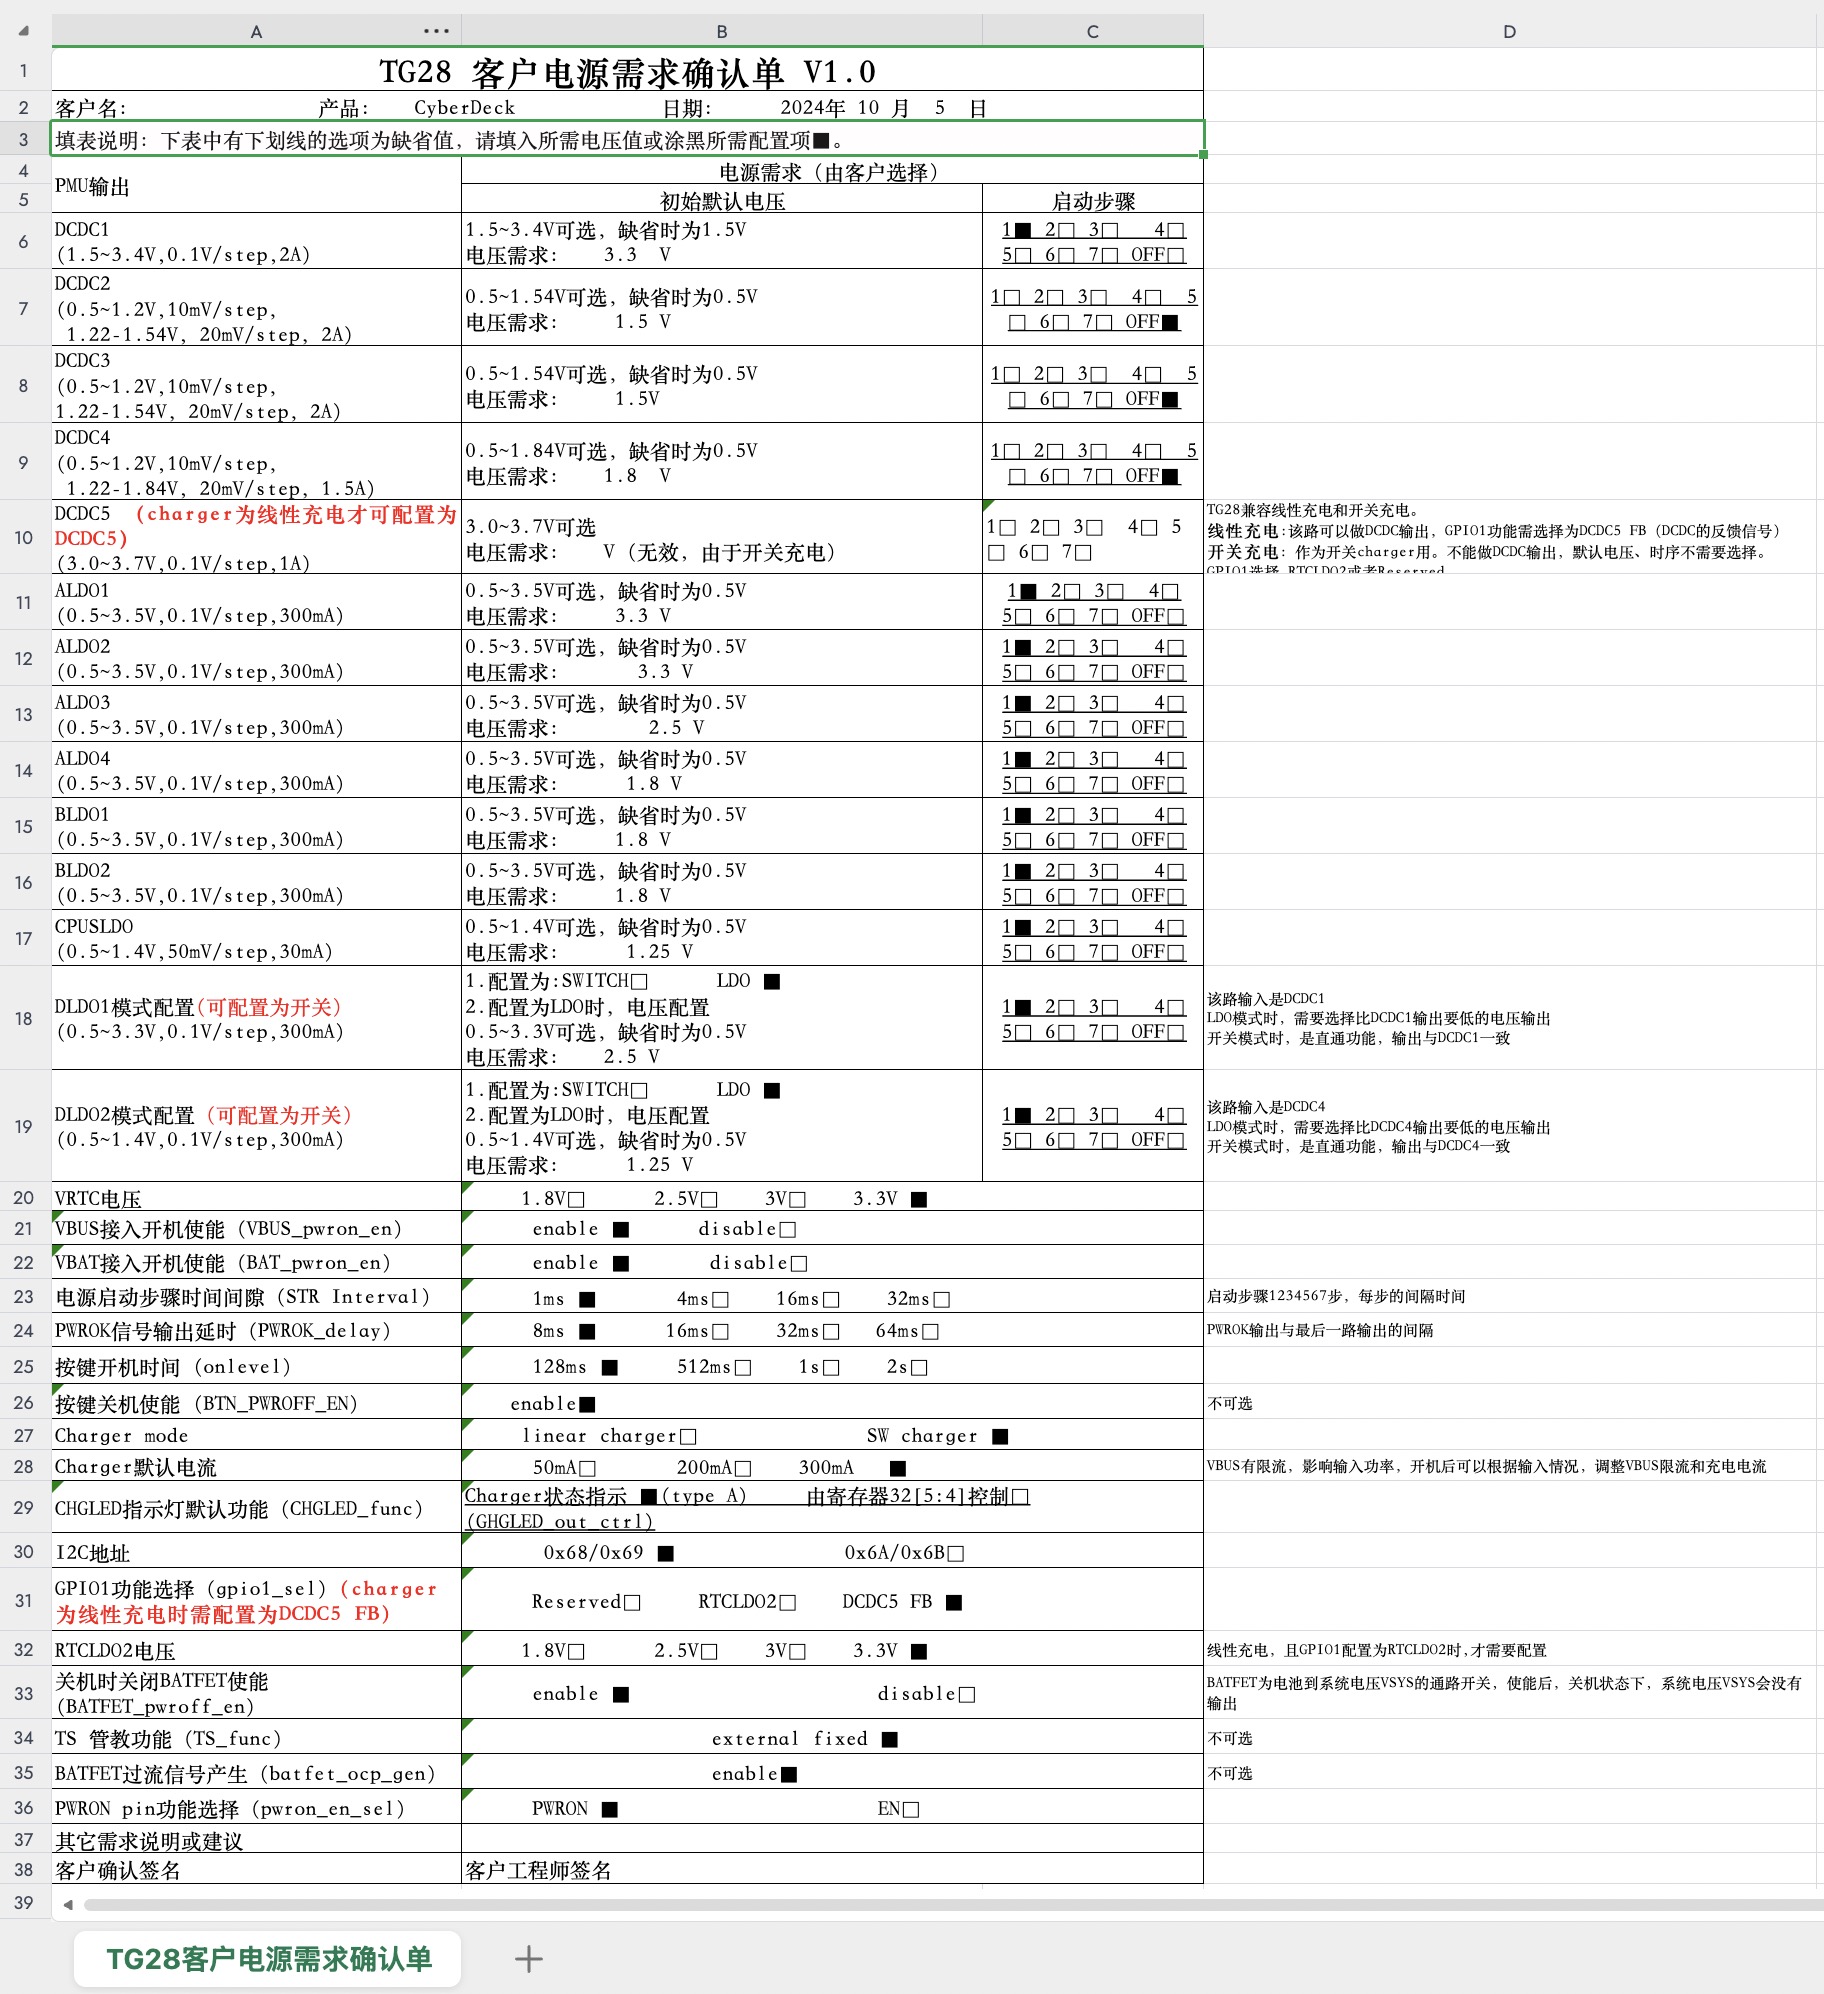 A ... B C D
1 TG28 客户电源需求确认单 V1.0
2 客户名: 产品: CyberDeck 日期: 2024年 10 月 5 日
3 填表说明: 下表中有下划线的选项为缺省值, 请填入所需电压值或涂黑所需配置项■。
4 PMU输出 电源需求（由客户选择）
5 初始默认电压 启动步骤
6 DCDC1 1.5~3.4V可选, 缺省时为1.5V 1■ 2□ 3□ 4□
(1.5~3.4V,0.1V/step,2A) 电压需求: 3.3 V 5□ 6□ 7□ OFF□
7 DCDC2
(0.5~1.2V,10mV/step, 0.5~1.54V可选, 缺省时为0.5V 1□ 2□ 3□ 4□ 5
1.22-1.54V, 20mV/step, 2A) 电压需求: 1.5 V □ 6□ 7□ OFF■
8 DCDC3
(0.5~1.2V,10mV/step, 0.5~1.54V可选, 缺省时为0.5V 1□ 2□ 3□ 4□ 5
1.22-1.54V, 20mV/step, 2A) 电压需求: 1.5V □ 6□ 7□ OFF■
9 DCDC4
(0.5~1.2V,10mV/step, 0.5~1.84V可选, 缺省时为0.5V 1□ 2□ 3□ 4□ 5
1.22-1.84V, 20mV/step, 1.5A) 电压需求: 1.8 V □ 6□ 7□ OFF■
10 DCDC5 (charger为线性充电才可配置为
DCDC5)
(3.0~3.7V,0.1V/step,1A)
3.0~3.7V可选
电压需求: V（无效, 由于开关充电）
1□ 2□ 3□ 4□ 5
□ 6□ 7□
TG28兼容线性充电和开关充电。
线性充电:该路可以做DCDC输出, GPIO1功能需选择为DCDC5 FB（DCDC的反馈信号）
开关充电: 作为开关charger用。不能做DCDC输出, 默认电压、时序不需要选择。
GPIO1选择 RTCLDO2或者Reserved
11 ALDO1 0.5~3.5V可选, 缺省时为0.5V 1■ 2□ 3□ 4□
(0.5~3.5V,0.1V/step,300mA) 电压需求: 3.3 V 5□ 6□ 7□ OFF□
12 ALDO2 0.5~3.5V可选, 缺省时为0.5V 1■ 2□ 3□ 4□
(0.5~3.5V,0.1V/step,300mA) 电压需求: 3.3 V 5□ 6□ 7□ OFF□
13 ALDO3 0.5~3.5V可选, 缺省时为0.5V 1■ 2□ 3□ 4□
(0.5~3.5V,0.1V/step,300mA) 电压需求: 2.5 V 5□ 6□ 7□ OFF□
14 ALDO4 0.5~3.5V可选, 缺省时为0.5V 1■ 2□ 3□ 4□
(0.5~3.5V,0.1V/step,300mA) 电压需求: 1.8 V 5□ 6□ 7□ OFF□
15 BLDO1 0.5~3.5V可选, 缺省时为0.5V 1■ 2□ 3□ 4□
(0.5~3.5V,0.1V/step,300mA) 电压需求: 1.8 V 5□ 6□ 7□ OFF□
16 BLDO2 0.5~3.5V可选, 缺省时为0.5V 1■ 2□ 3□ 4□
(0.5~3.5V,0.1V/step,300mA) 电压需求: 1.8 V 5□ 6□ 7□ OFF□
17 CPUSLDO 0.5~1.4V可选, 缺省时为0.5V 1■ 2□ 3□ 4□
(0.5~1.4V,50mV/step,30mA) 电压需求: 1.25 V 5□ 6□ 7□ OFF□
18 DLDO1模式配置(可配置为开关)
(0.5~3.3V,0.1V/step,300mA)
1.配置为:SWITCH□ LDO ■
2.配置为LDO时, 电压配置
0.5~3.3V可选, 缺省时为0.5V
电压需求: 2.5 V
1■ 2□ 3□ 4□
5□ 6□ 7□ OFF□
该路输入是DCDC1
LDO模式时, 需要选择比DCDC1输出要低的电压输出
开关模式时, 是直通功能, 输出与DCDC1一致
19 DLDO2模式配置（可配置为开关）
(0.5~1.4V,0.1V/step,300mA)
1.配置为:SWITCH□ LDO ■
2.配置为LDO时, 电压配置
0.5~1.4V可选, 缺省时为0.5V
电压需求: 1.25 V
1■ 2□ 3□ 4□
5□ 6□ 7□ OFF□
该路输入是DCDC4
LDO模式时, 需要选择比DCDC4输出要低的电压输出
开关模式时, 是直通功能, 输出与DCDC4一致
20 VRTC电压 1.8V□ 2.5V□ 3V□ 3.3V ■
21 VBUS接入开机使能（VBUS_pwron_en） enable ■ disable□
22 VBAT接入开机使能（BAT_pwron_en） enable ■ disable□
23 电源启动步骤时间间隙（STR Interval） 1ms ■ 4ms□ 16ms□ 32ms□ 启动步骤1234567步, 每步的间隔时间
24 PWROK信号输出延时（PWROK_delay） 8ms ■ 16ms□ 32ms□ 64ms□ PWROK输出与最后一路输出的间隔
25 按键开机时间（onlevel） 128ms ■ 512ms□ 1s□ 2s□
26 按键关机使能（BTN_PWROFF_EN） enable■ 不可选
27 Charger mode linear charger□ SW charger ■
28 Charger默认电流 50mA□ 200mA□ 300mA ■ VBUS有限流, 影响输入功率, 开机后可以根据输入情况, 调整VBUS限流和充电电流
29 CHGLED指示灯默认功能（CHGLED_func） Charger状态指示 ■(type A) 由寄存器32[5:4]控制□
(GHGLED_out_ctrl)
30 I2C地址 0x68/0x69 ■ 0x6A/0x6B□
31 GPIO1功能选择（gpio1_sel）(charger
为线性充电时需配置为DCDC5 FB) Reserved□ RTCLDO2□ DCDC5 FB ■
32 RTCLDO2电压 1.8V□ 2.5V□ 3V□ 3.3V ■ 线性充电, 且GPIO1配置为RTCLDO2时,才需要配置
33 关机时关闭BATFET使能
(BATFET_pwroff_en) enable ■ disable□
BATFET为电池到系统电压VSYS的通路开关, 使能后, 关机状态下, 系统电压VSYS会没有
输出
34 TS 管教功能（TS_func） external fixed ■ 不可选
35 BATFET过流信号产生（batfet_ocp_gen） enable■ 不可选
36 PWRON pin功能选择（pwron_en_sel） PWRON ■ EN□
37 其它需求说明或建议
38 客户确认签名 客户工程师签名
39
TG28客户电源需求确认单